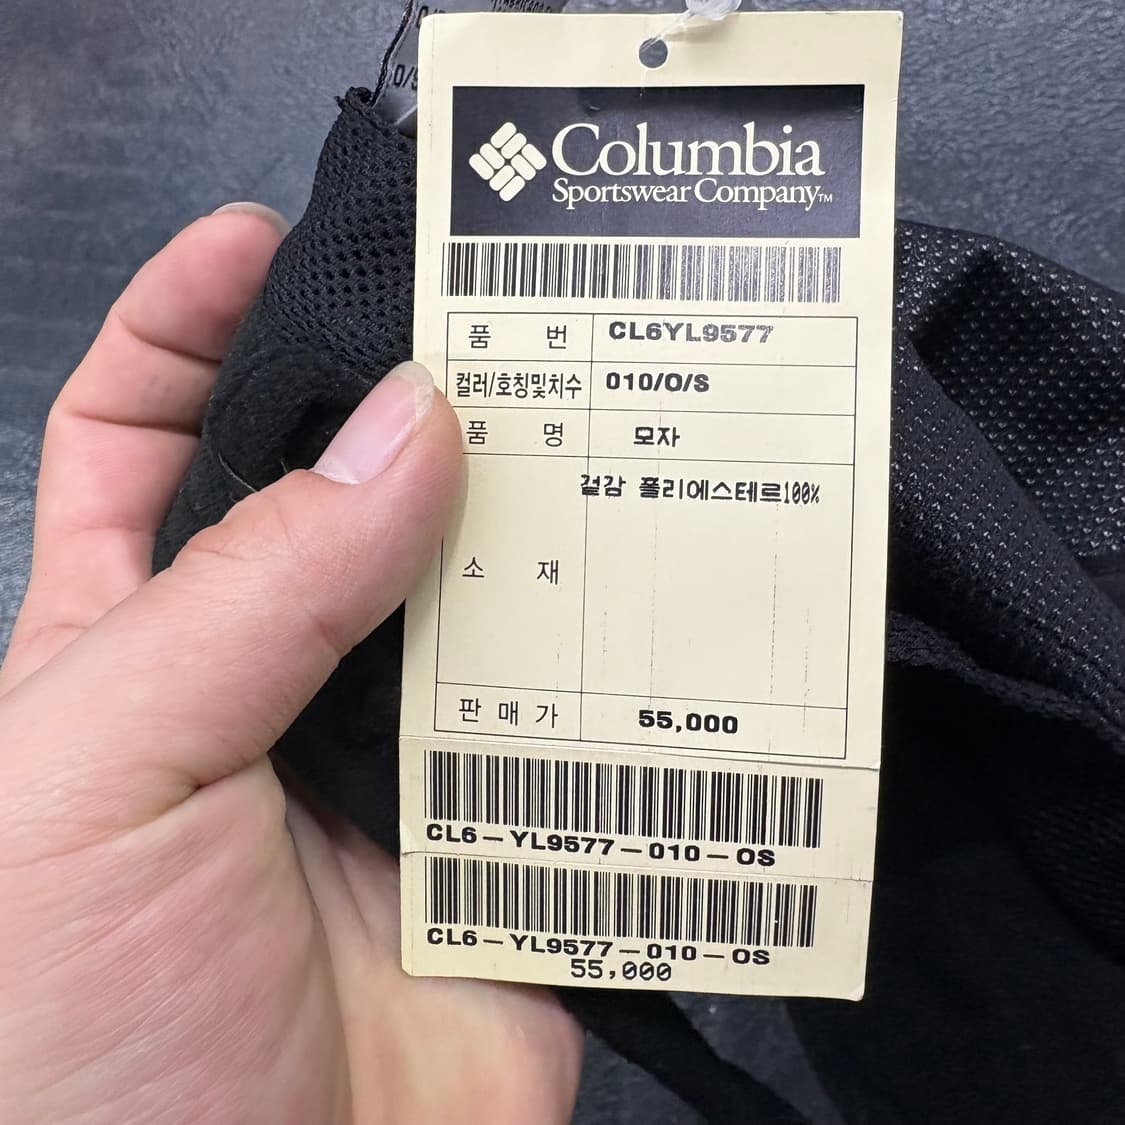 Columbia
Sportswear Company™
품 번 CL6YL9577
컬러/호칭및치수 010/O/S
품 명 모자
겉감 폴리에스테르100%
소 재
판 매 가 55,000
CL6-YL9577-010-OS
CL6-YL9577-010-OS
55,000